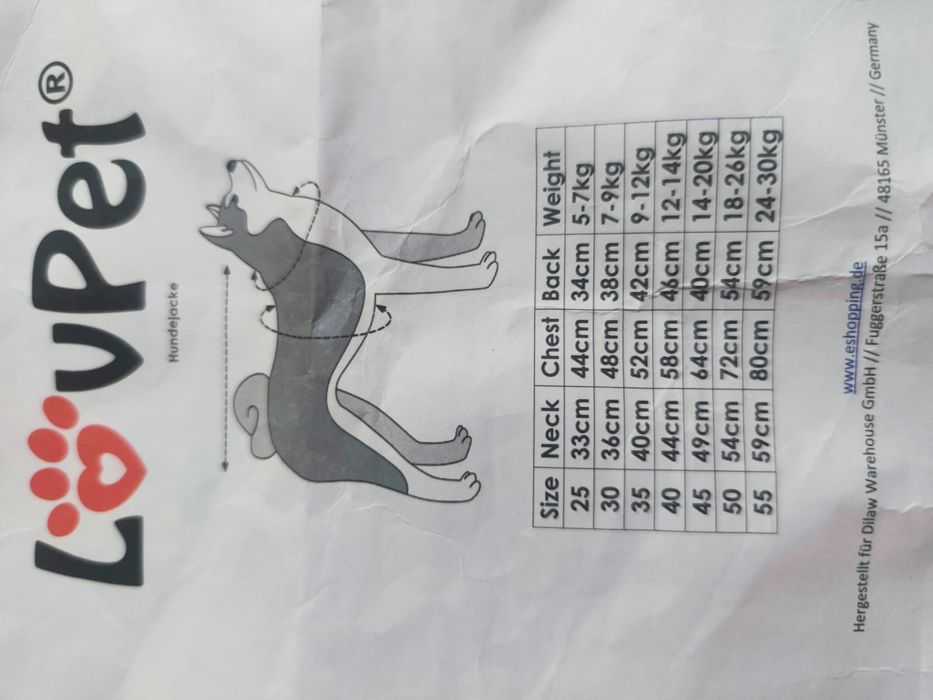 LovPet®
Hundejacke
Size Neck Chest Back Weight
25 33cm 44cm 34cm 5-7kg
30 36cm 48cm 38cm 7-9kg
35 40cm 52cm 42cm 9-12kg
40 44cm 58cm 46cm 12-14kg
45 49cm 64cm 40cm 14-20kg
50 54cm 72cm 54cm 18-26kg
55 59cm 80cm 59cm 24-30kg
www.eshopping.de
Hergestellt für Dilaw Warehouse GmbH // Fuggerstraße 15a // 48165 Münster // Germany